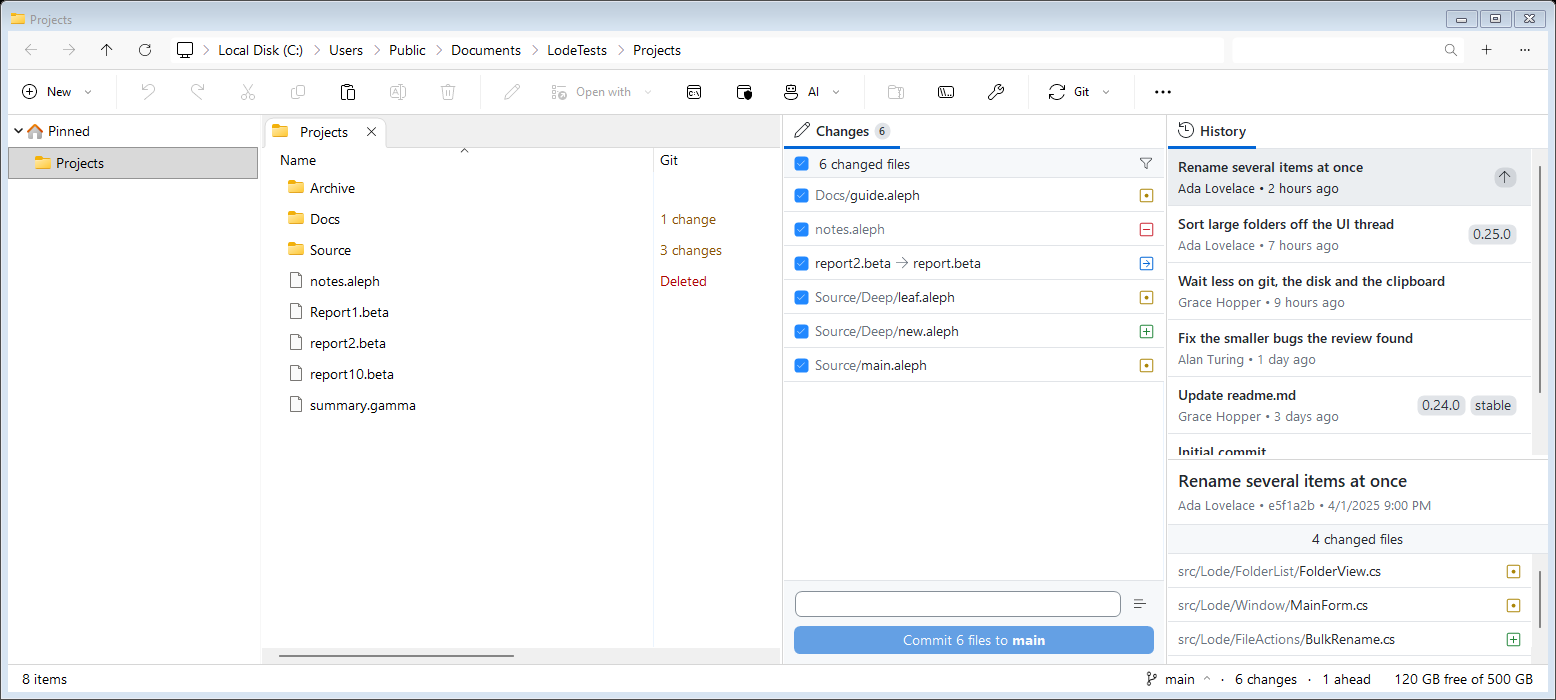 Projects
Local Disk (C:) Users Public Documents LodeTests Projects
New Open with AI Git
Pinned
Projects
Projects
Name Git
Archive
Docs 1 change
Source 3 changes
notes.aleph Deleted
Report1.beta
report2.beta
report10.beta
summary.gamma
Changes 6
6 changed files
Docs/guide.aleph
notes.aleph
report2.beta → report.beta
Source/Deep/leaf.aleph
Source/Deep/new.aleph
Source/main.aleph
Commit 6 files to main
History
Rename several items at once
Ada Lovelace • 2 hours ago
Sort large folders off the UI thread
Ada Lovelace • 7 hours ago
0.25.0
Wait less on git, the disk and the clipboard
Grace Hopper • 9 hours ago
Fix the smaller bugs the review found
Alan Turing • 1 day ago
Update readme.md
Grace Hopper • 3 days ago
0.24.0 stable
Initial commit
Rename several items at once
Ada Lovelace • e5f1a2b • 4/1/2025 9:00 PM
4 changed files
src/Lode/FolderList/FolderView.cs
src/Lode/Window/MainForm.cs
src/Lode/FileActions/BulkRename.cs
8 items
main · 6 changes · 1 ahead 120 GB free of 500 GB